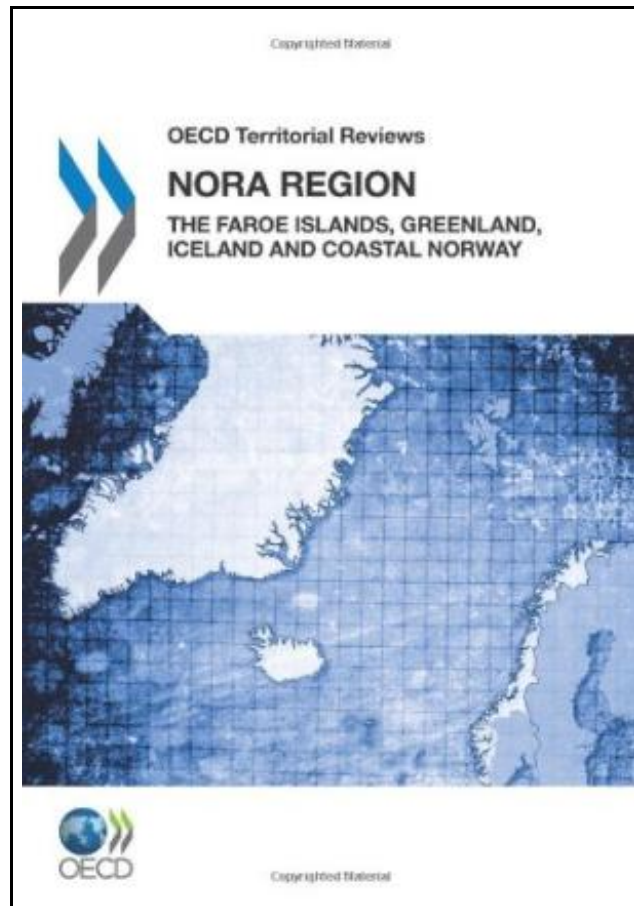 Copyrighted Material
OECD Territorial Reviews
NORA REGION
THE FAROE ISLANDS, GREENLAND,
ICELAND AND COASTAL NORWAY
OECD
Copyrighted Material